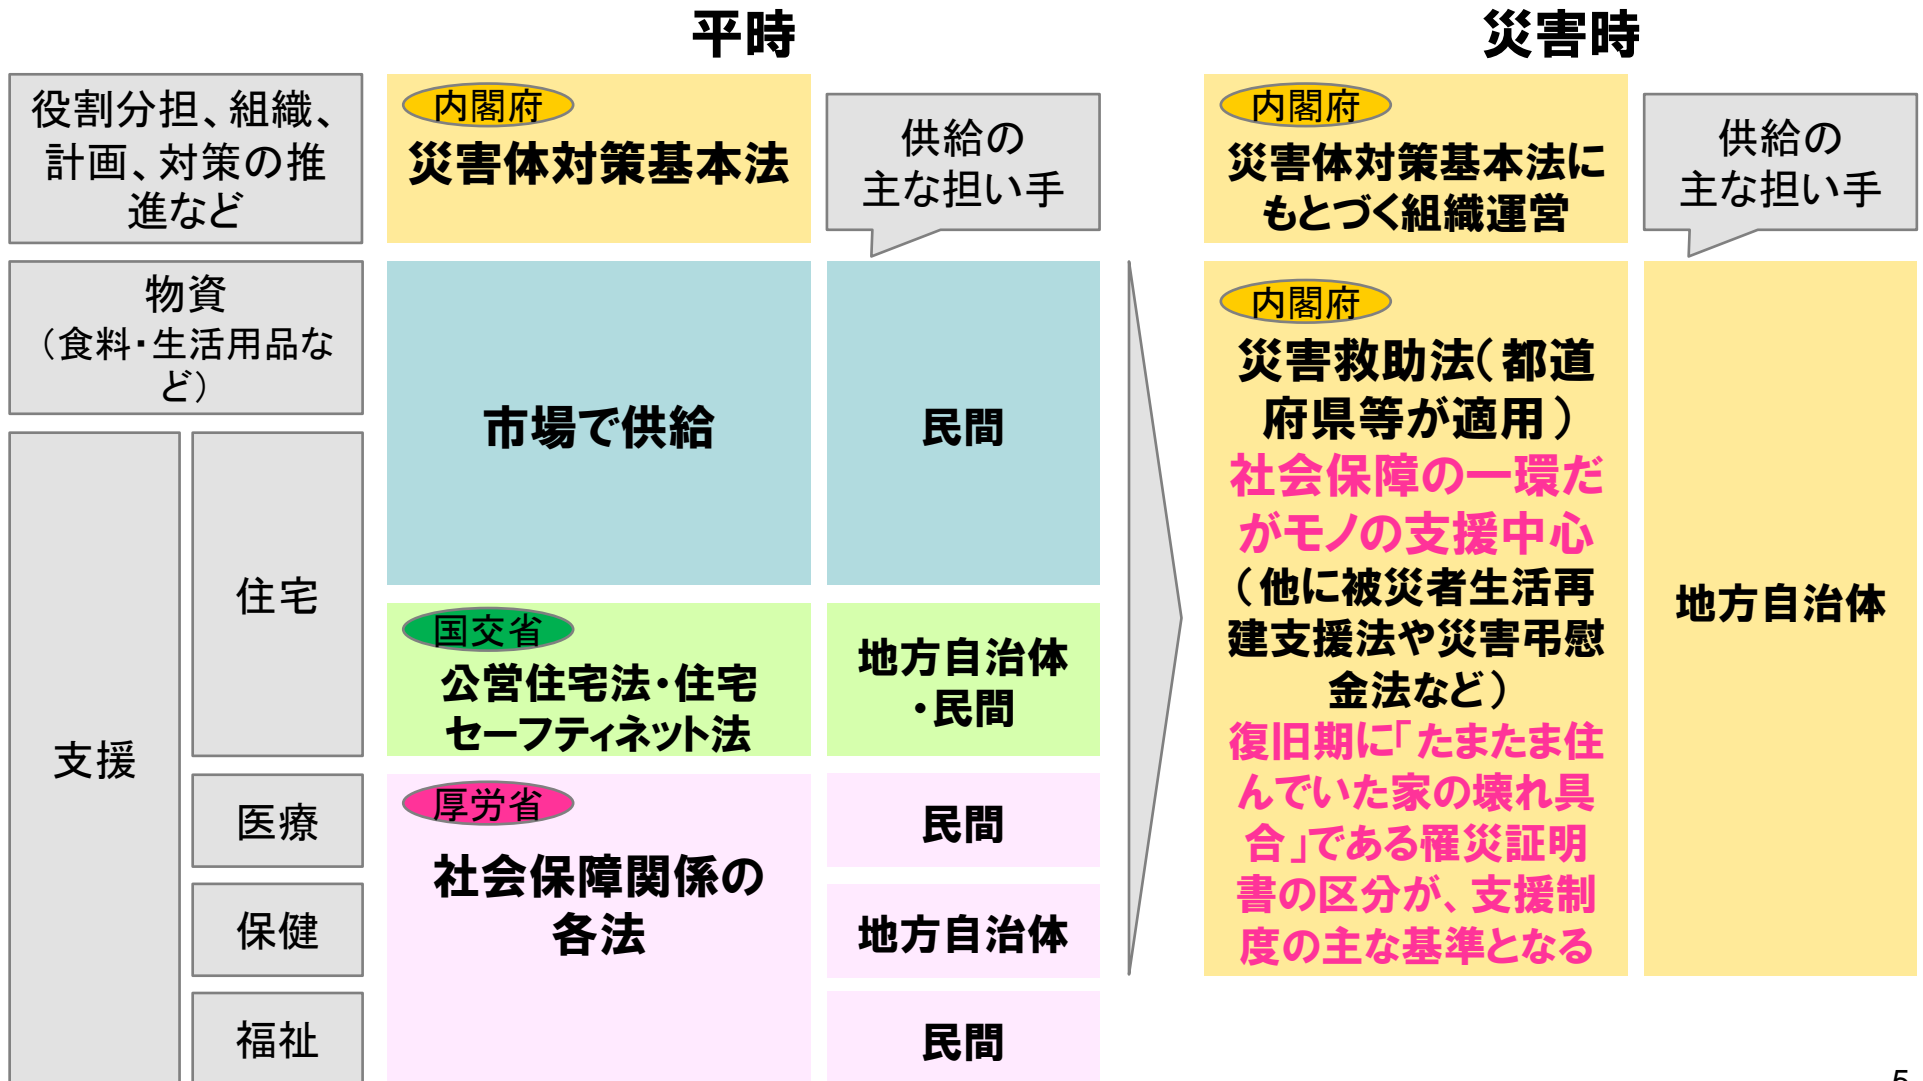 平時
災害時
役割分担、組織、
計画、対策の推
進など
内閣府
災害体対策基本法
供給の
主な担い手
内閣府
災害体対策基本法に
もとづく組織運営
供給の
主な担い手
物資
（食料・生活用品な
ど）
市場で供給
民間
内閣府
災害救助法（都道
府県等が適用）
社会保障の一環だ
がモノの支援中心
（他に被災者生活再
建支援法や災害弔慰
金法など）
復旧期に「たまたま住
んでいた家の壊れ具
合」である罹災証明
書の区分が、支援制
度の主な基準となる
地方自治体
支援
住宅
国交省
公営住宅法・住宅
セーフティネット法
地方自治体
・民間
医療
厚労省
社会保障関係の
各法
民間
保健
地方自治体
福祉
民間
5